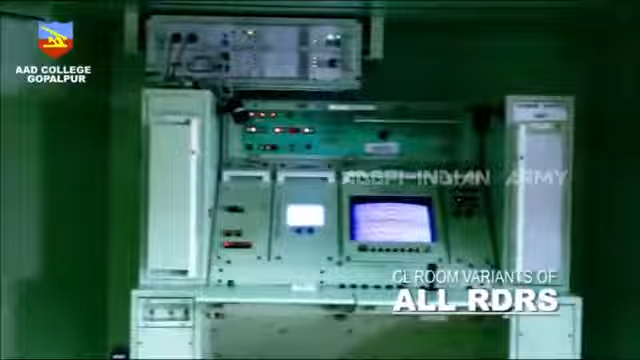 AAD COLLEGE
GOPALPUR
ADGPI-INDIAN ARMY
CL ROOM VARIANTS OF
ALL RDRS